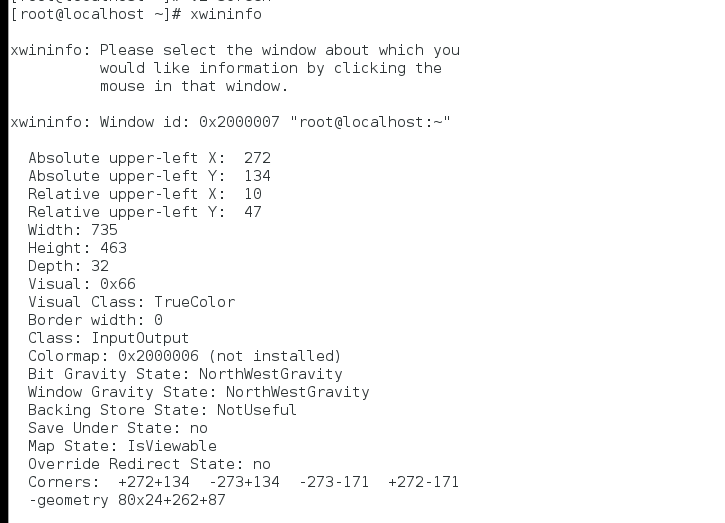 [root@localhost ~]# xwininfo
xwininfo: Please select the window about which you
would like information by clicking the
mouse in that window.
xwininfo: Window id: 0x2000007 "root@localhost:~"
Absolute upper-left X:  272
Absolute upper-left Y:  134
Relative upper-left X:  10
Relative upper-left Y:  47
Width: 735
Height: 463
Depth: 32
Visual: 0x66
Visual Class: TrueColor
Border width: 0
Class: InputOutput
Colormap: 0x2000006 (not installed)
Bit Gravity State: NorthWestGravity
Window Gravity State: NorthWestGravity
Backing Store State: NotUseful
Save Under State: no
Map State: IsViewable
Override Redirect State: no
Corners:  +272+134  -273+134  -273-171  +272-171
-geometry 80x24+262+87